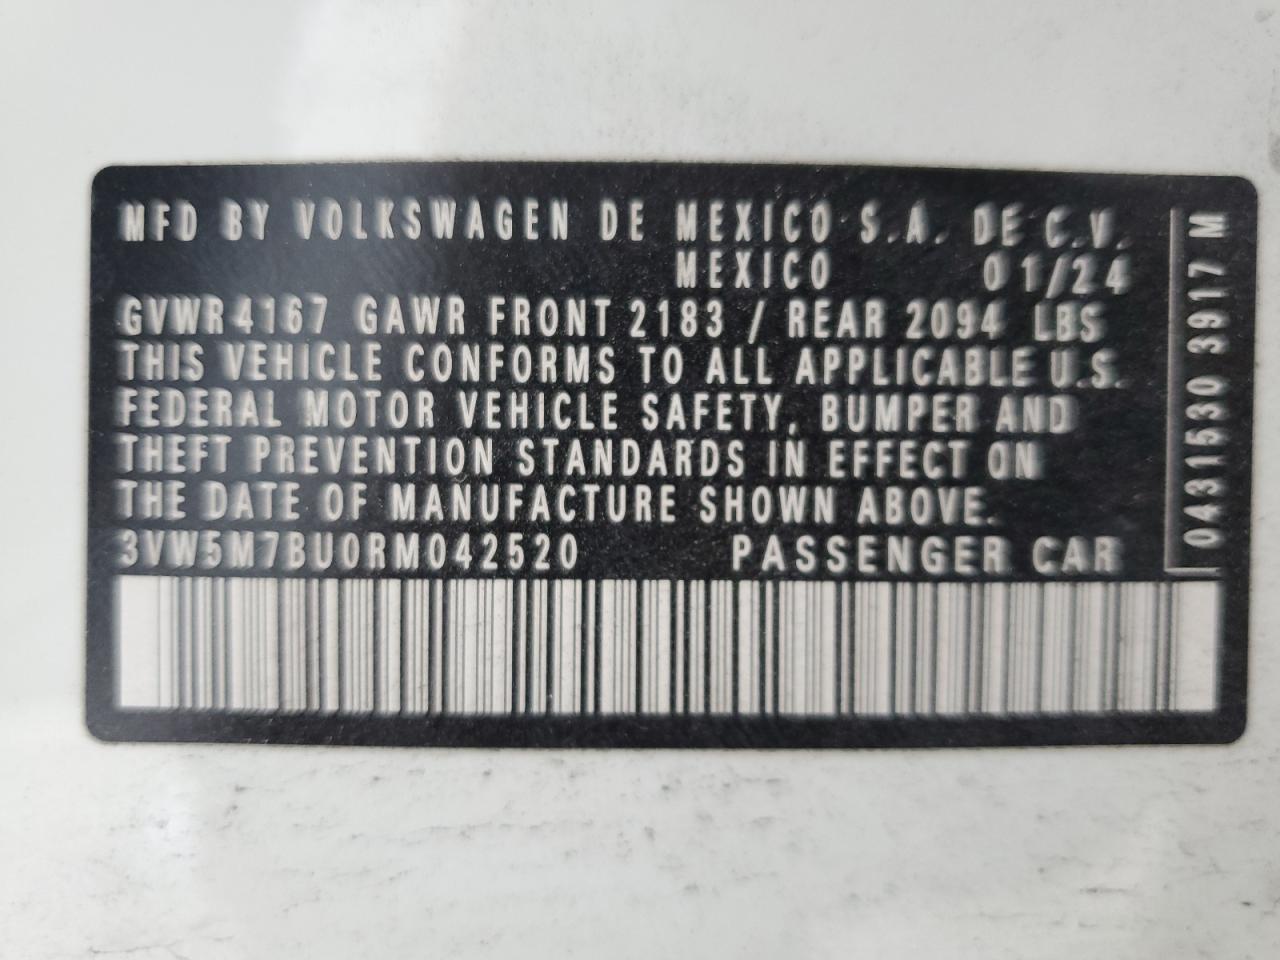 MFD BY VOLKSWAGEN DE MEXICO S.A. DE C.V.
MEXICO 01/24
GVWR 4167 GAWR FRONT 2183 / REAR 2094 LBS
THIS VEHICLE CONFORMS TO ALL APPLICABLE U.S.
FEDERAL MOTOR VEHICLE SAFETY, BUMPER AND
THEFT PREVENTION STANDARDS IN EFFECT ON
THE DATE OF MANUFACTURE SHOWN ABOVE.
3VW5M7BU0RM042520 PASSENGER CAR
0431530 3917 M